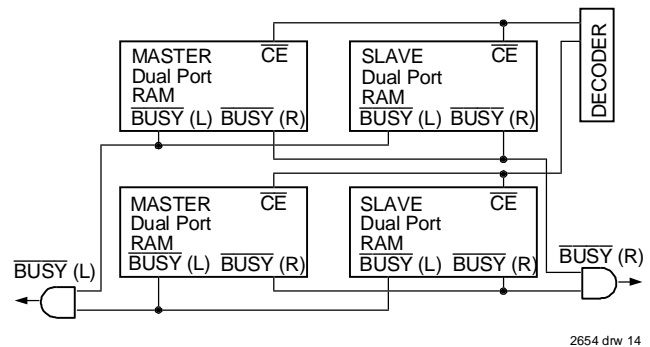 MASTER CE
Dual Port
RAM
BUSY (L) BUSY (R)
SLAVE CE
Dual Port
RAM
BUSY (L) BUSY (R)
DECODER
MASTER CE
Dual Port
RAM
BUSY (L) BUSY (R)
SLAVE CE
Dual Port
RAM
BUSY (L) BUSY (R)
BUSY (L)
BUSY (R)
2654 drw 14